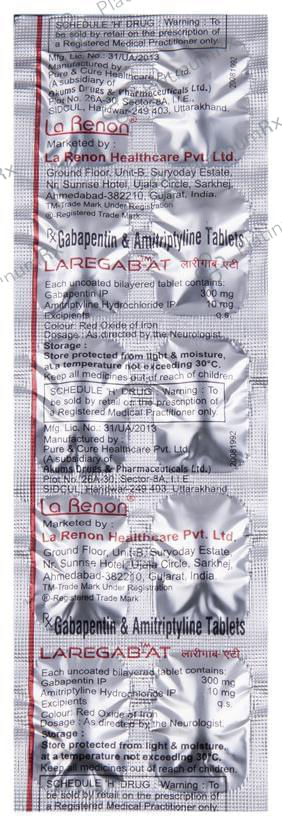 SCHEDULE 'H' DRUG : Warning : To
be sold by retail on the prescription of
a Registered Medical Practitioner only.
Mfg. Lic. No.: 31/UA/2013
Manufactured by :
Pure & Cure Healthcare Pvt. Ltd.
(A subsidiary of
Akums Drugs & Pharmaceuticals Ltd.)
Plot No. 26A-30, Sector-8A, I.I.E.,
SIDCUL, Haridwar-249 403, Uttarakhand.
20081992
La Renon®
Marketed by :
La Renon Healthcare Pvt. Ltd.
Ground Floor, Unit-B, Suryoday Estate,
Nr. Sunrise Hotel, Ujala Circle, Sarkhej,
Ahmedabad-382210, Gujarat, India.
TM-Trade Mark Under Registration
®-Registered Trade Mark
Rx Gabapentin & Amitriptyline Tablets
LAREGAB-AT™ लारीगाब-एटी
Each uncoated bilayered tablet contains:
Gabapentin IP 300 mg
Amitriptyline Hydrochloride IP 10 mg
Excipients q.s.
Colour: Red Oxide of Iron
Dosage : As directed by the Neurologist.
Storage :
Store protected from light & moisture,
at a temperature not exceeding 30°C.
Keep all medicines out of reach of children.
SCHEDULE 'H' DRUG : Warning : To
be sold by retail on the prescription of
a Registered Medical Practitioner only.
Mfg. Lic. No.: 31/UA/2013
Manufactured by :
Pure & Cure Healthcare Pvt. Ltd.
(A subsidiary of
Akums Drugs & Pharmaceuticals Ltd.)
Plot No. 26A-30, Sector-8A, I.I.E.,
SIDCUL, Haridwar-249 403, Uttarakhand.
20081992
La Renon®
Marketed by :
La Renon Healthcare Pvt. Ltd.
Ground Floor, Unit-B, Suryoday Estate,
Nr. Sunrise Hotel, Ujala Circle, Sarkhej,
Ahmedabad-382210, Gujarat, India.
TM-Trade Mark Under Registration
®-Registered Trade Mark
Rx Gabapentin & Amitriptyline Tablets
LAREGAB-AT™ लारीगाब-एटी
Each uncoated bilayered tablet contains:
Gabapentin IP 300 mg
Amitriptyline Hydrochloride IP 10 mg
Excipients q.s.
Colour: Red Oxide of Iron
Dosage : As directed by the Neurologist.
Storage :
Store protected from light & moisture,
at a temperature not exceeding 30°C.
Keep all medicines out of reach of children.
SCHEDULE 'H' DRUG : Warning : To
be sold by retail on the prescription of
a Registered Medical Practitioner only.